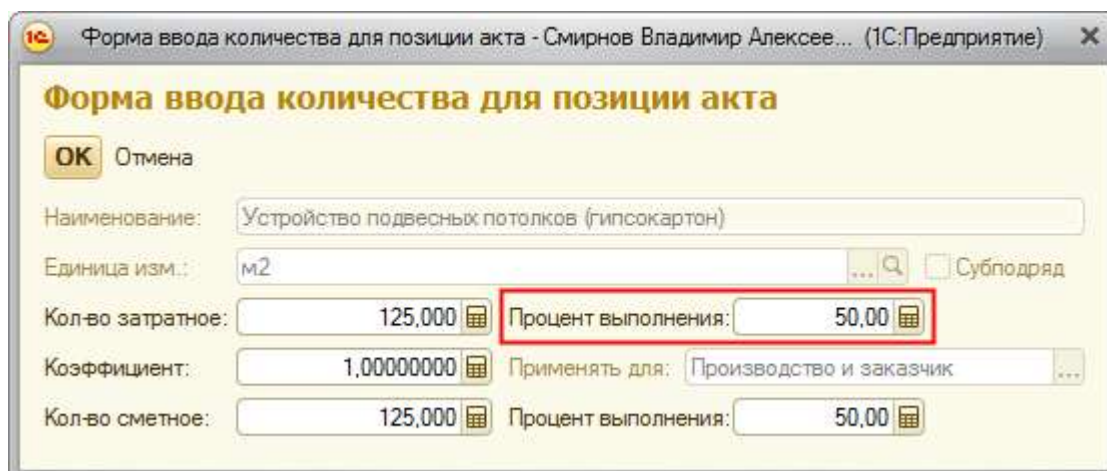 1С Форма ввода количества для позиции акта - Смирнов Владимир Алексее... (1С:Предприятие)
Форма ввода количества для позиции акта
ОК Отмена
Наименование: Устройство подвесных потолков (гипсокартон)
Единица изм.: м2 ... Субподряд
Кол-во затратное: 125,000 Процент выполнения: 50,00
Коэффициент: 1,00000000 Применять для: Производство и заказчик ...
Кол-во сметное: 125,000 Процент выполнения: 50,00